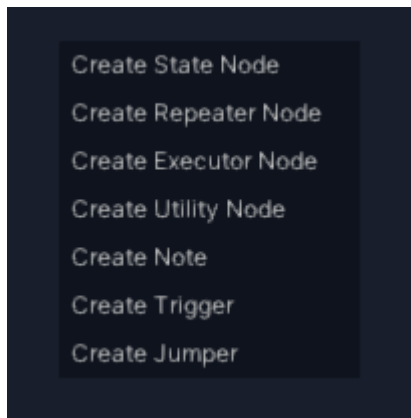 Create State Node
Create Repeater Node
Create Executor Node
Create Utility Node
Create Note
Create Trigger
Create Jumper